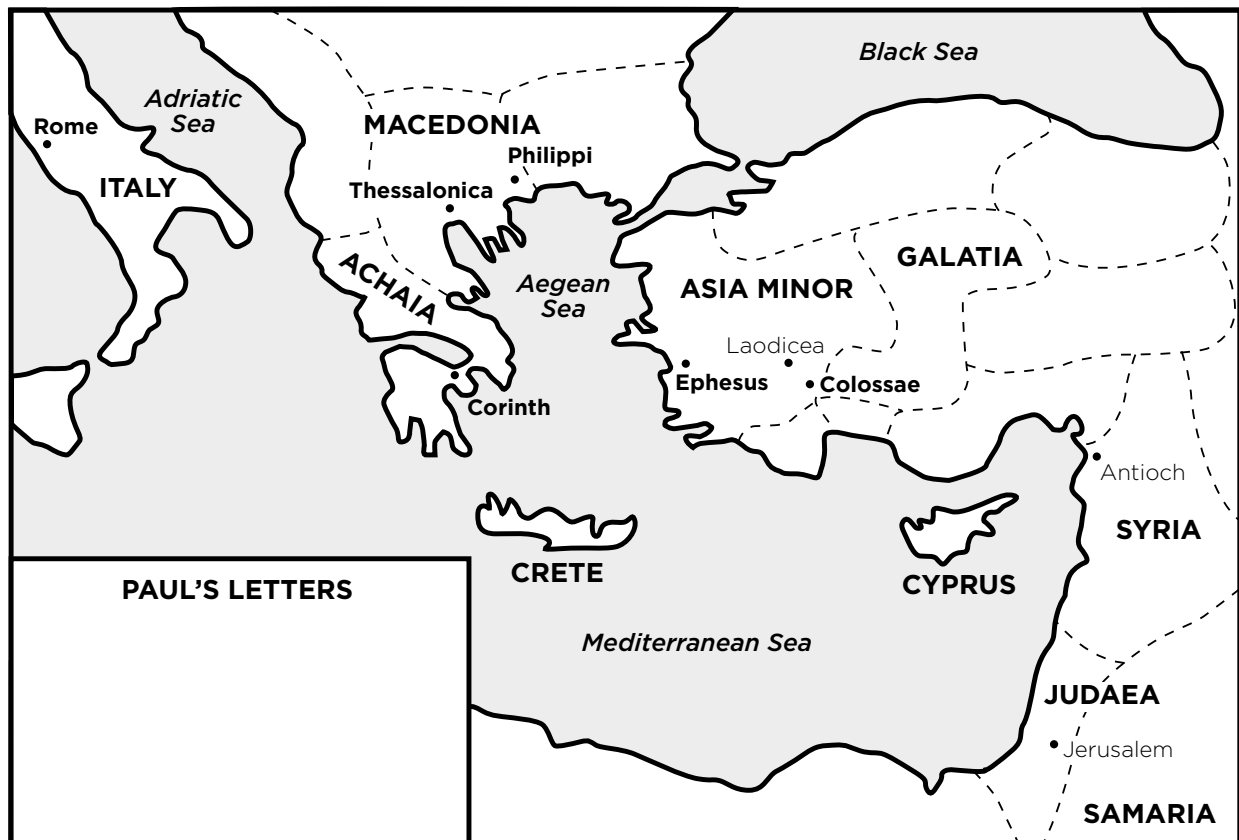 Black Sea
Adriatic
Sea
Rome
MACEDONIA
Philippi
ITALY
Thessalonica
ACHAIA
Aegean
Sea
GALATIA
ASIA MINOR
Laodicea
Ephesus
Colossae
Corinth
Antioch
SYRIA
CRETE
CYPRUS
PAUL'S LETTERS
Mediterranean Sea
JUDAEA
Jerusalem
SAMARIA